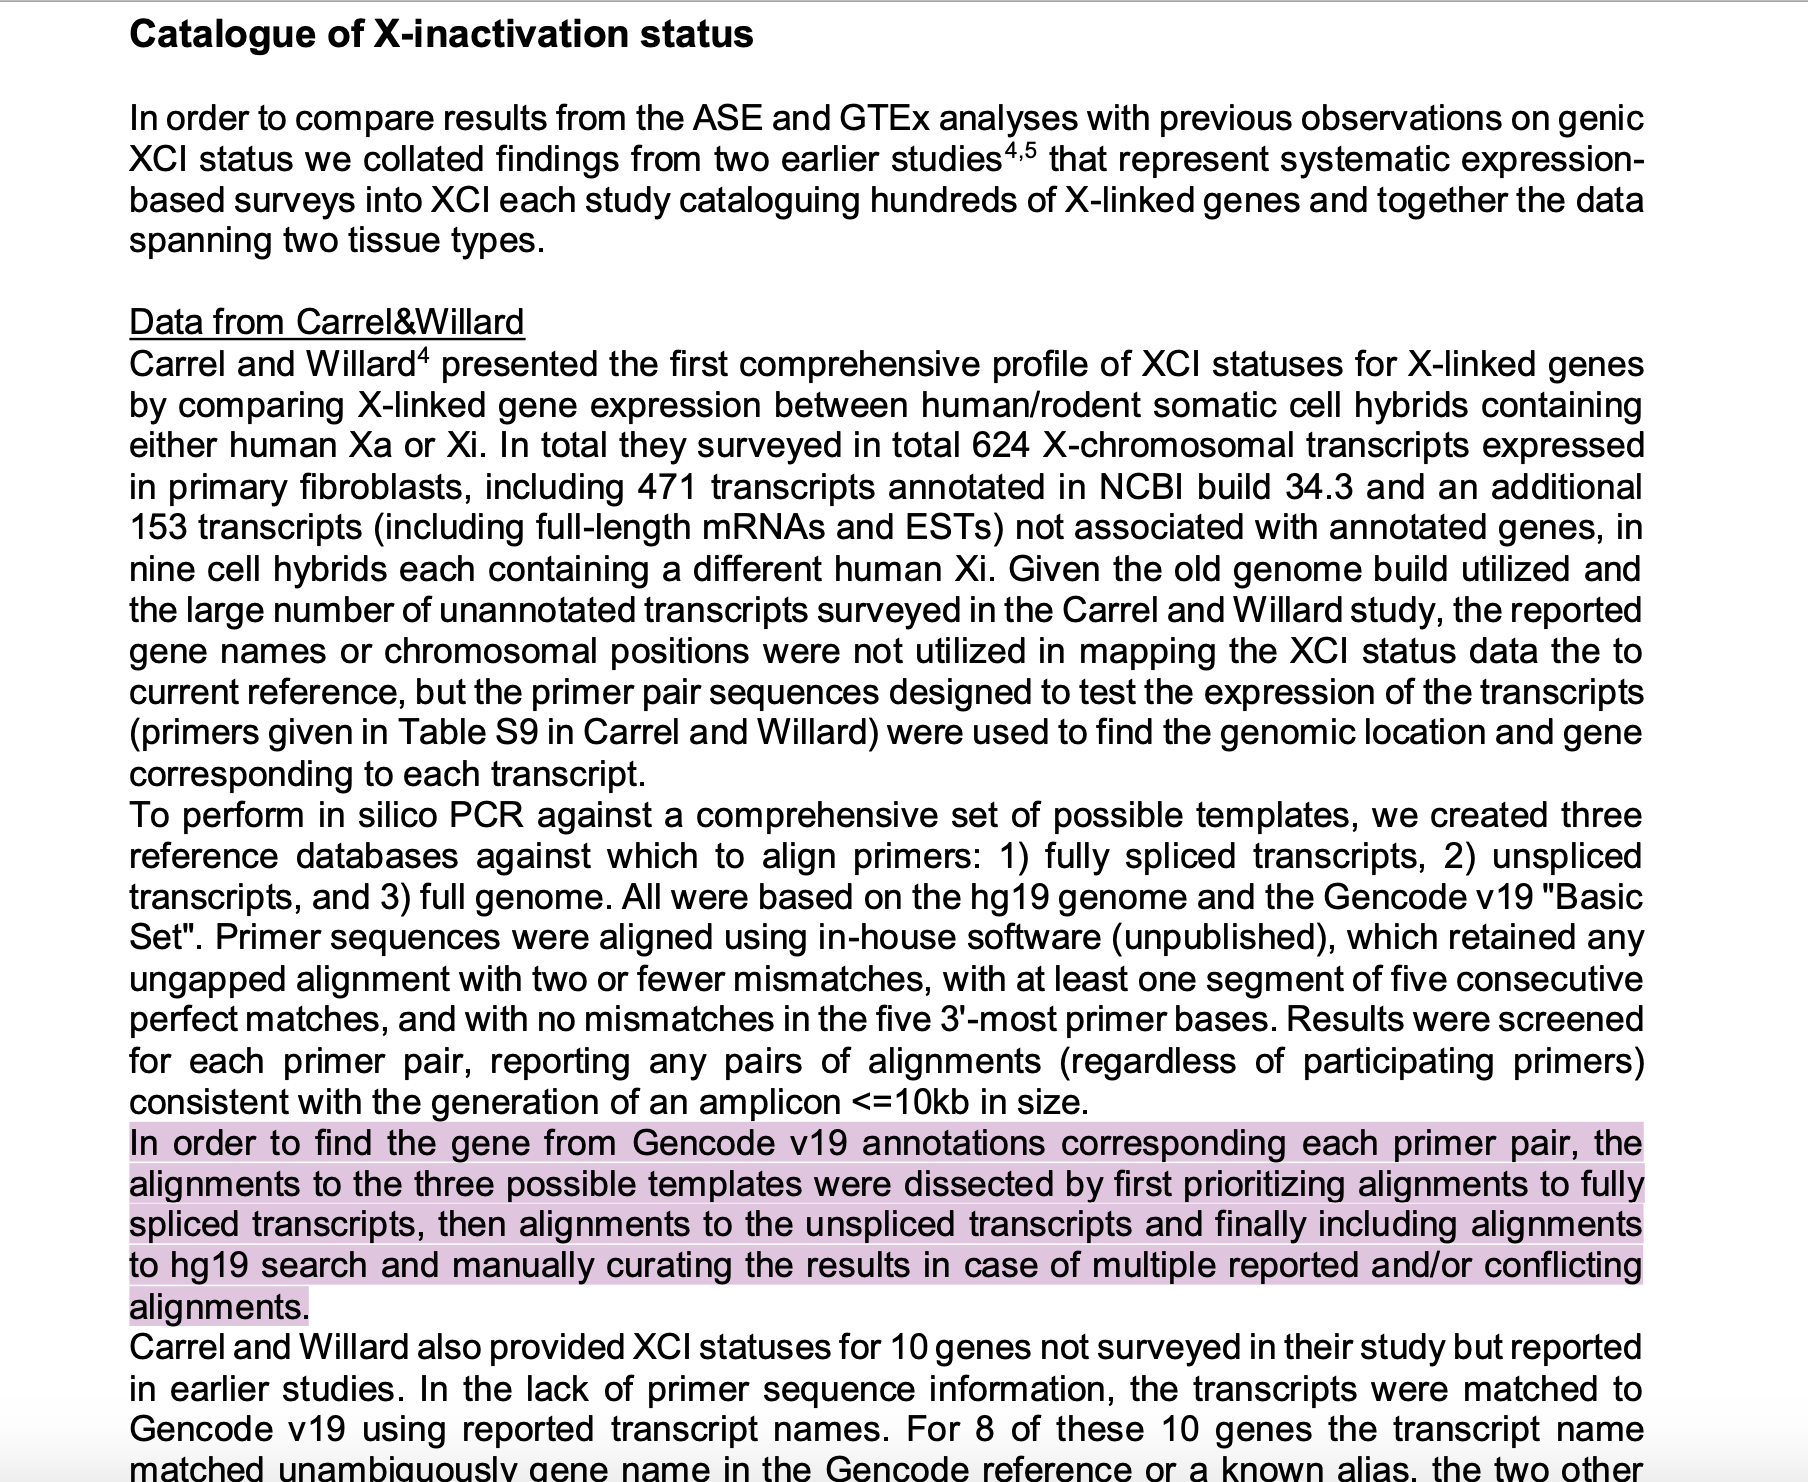 Catalogue of X-inactivation status
In order to compare results from the ASE and GTEx analyses with previous observations on genic
XCI status we collated findings from two earlier studies4,5 that represent systematic expression-
based surveys into XCI each study cataloguing hundreds of X-linked genes and together the data
spanning two tissue types.
Data from Carrel&Willard
Carrel and Willard4 presented the first comprehensive profile of XCI statuses for X-linked genes
by comparing X-linked gene expression between human/rodent somatic cell hybrids containing
either human Xa or Xi. In total they surveyed in total 624 X-chromosomal transcripts expressed
in primary fibroblasts, including 471 transcripts annotated in NCBI build 34.3 and an additional
153 transcripts (including full-length mRNAs and ESTs) not associated with annotated genes, in
nine cell hybrids each containing a different human Xi. Given the old genome build utilized and
the large number of unannotated transcripts surveyed in the Carrel and Willard study, the reported
gene names or chromosomal positions were not utilized in mapping the XCI status data the to
current reference, but the primer pair sequences designed to test the expression of the transcripts
(primers given in Table S9 in Carrel and Willard) were used to find the genomic location and gene
corresponding to each transcript.
To perform in silico PCR against a comprehensive set of possible templates, we created three
reference databases against which to align primers: 1) fully spliced transcripts, 2) unspliced
transcripts, and 3) full genome. All were based on the hg19 genome and the Gencode v19 "Basic
Set". Primer sequences were aligned using in-house software (unpublished), which retained any
ungapped alignment with two or fewer mismatches, with at least one segment of five consecutive
perfect matches, and with no mismatches in the five 3'-most primer bases. Results were screened
for each primer pair, reporting any pairs of alignments (regardless of participating primers)
consistent with the generation of an amplicon <=10kb in size.
In order to find the gene from Gencode v19 annotations corresponding each primer pair, the
alignments to the three possible templates were dissected by first prioritizing alignments to fully
spliced transcripts, then alignments to the unspliced transcripts and finally including alignments
to hg19 search and manually curating the results in case of multiple reported and/or conflicting
alignments.
Carrel and Willard also provided XCI statuses for 10 genes not surveyed in their study but reported
in earlier studies. In the lack of primer sequence information, the transcripts were matched to
Gencode v19 using reported transcript names. For 8 of these 10 genes the transcript name
matched unambiguously gene name in the Gencode reference or a known alias, the two other